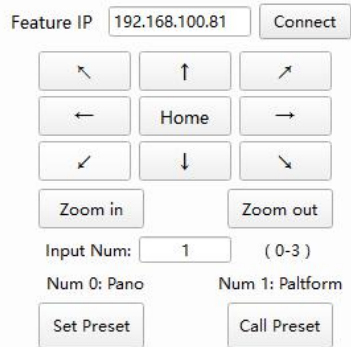 Feature IP 192.168.100.81 Connect
↖ ↑ ↗
← Home →
↙ ↓ ↘
Zoom in Zoom out
Input Num: 1 ( 0-3 )
Num 0: Pano Num 1: Paltform
Set Preset Call Preset